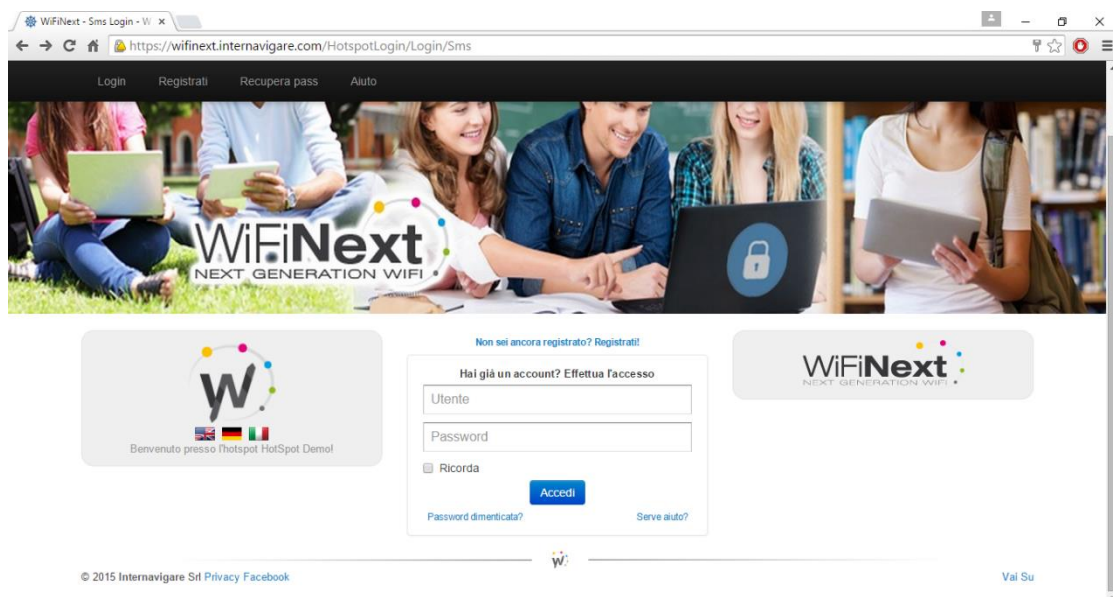 WiFiNext - Sms Login - W
https://wifinext.internavigare.com/HotspotLogin/Login/Sms
Login Registrati Recupera pass Aiuto
WiFiNext
NEXT GENERATION WIFI
Non sei ancora registrato? Registrati!
Hai già un account? Effettua l'accesso
Utente
Password
Ricorda
Accedi
Password dimenticata? Serve aiuto?
W
Benvenuto presso l'hotspot HotSpot Demo!
WiFiNext
NEXT GENERATION WIFI
W
© 2015 Internavigare Srl Privacy Facebook
Vai Su